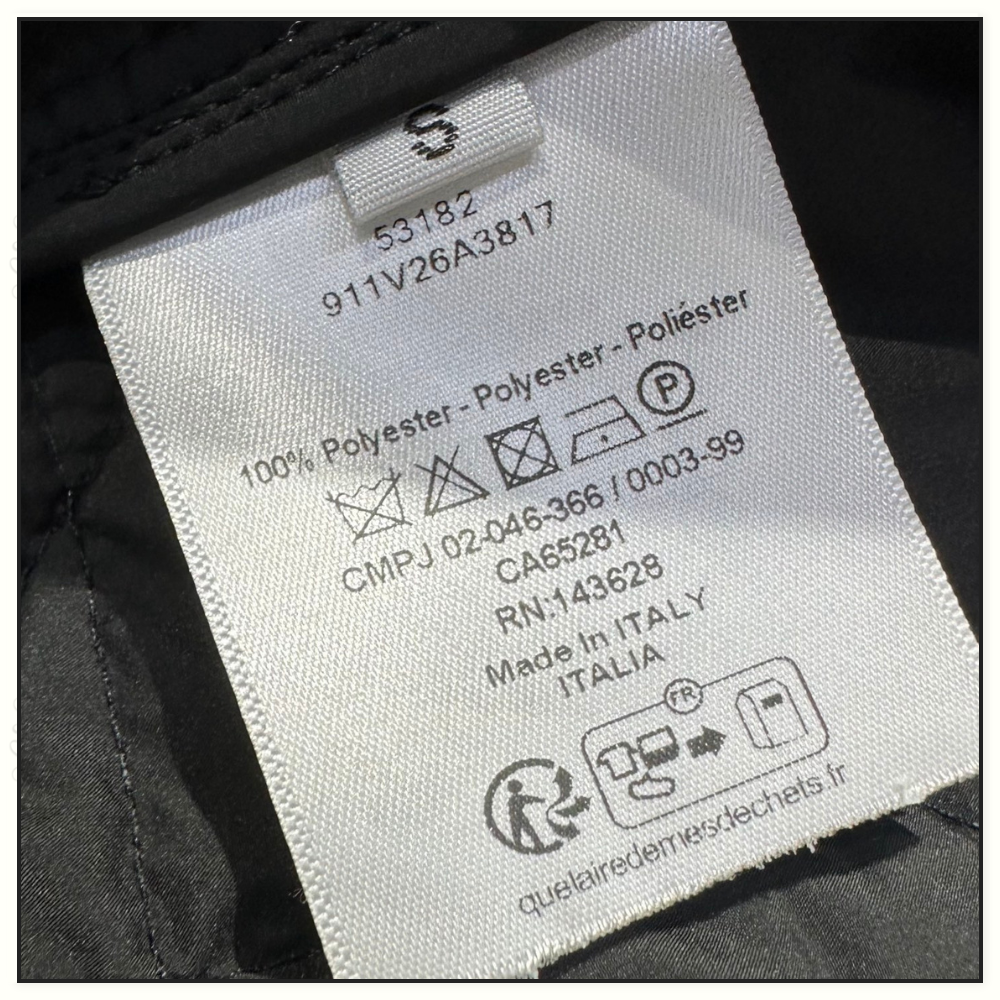 S
53182
911V26A3817
100% Polyester - Polyester - Poliéster
P
CMPJ 02-046-366 / 0003-99
CA65281
RN:143628
Made In ITALY
ITALIA
FR
quefairedemesdechets.fr